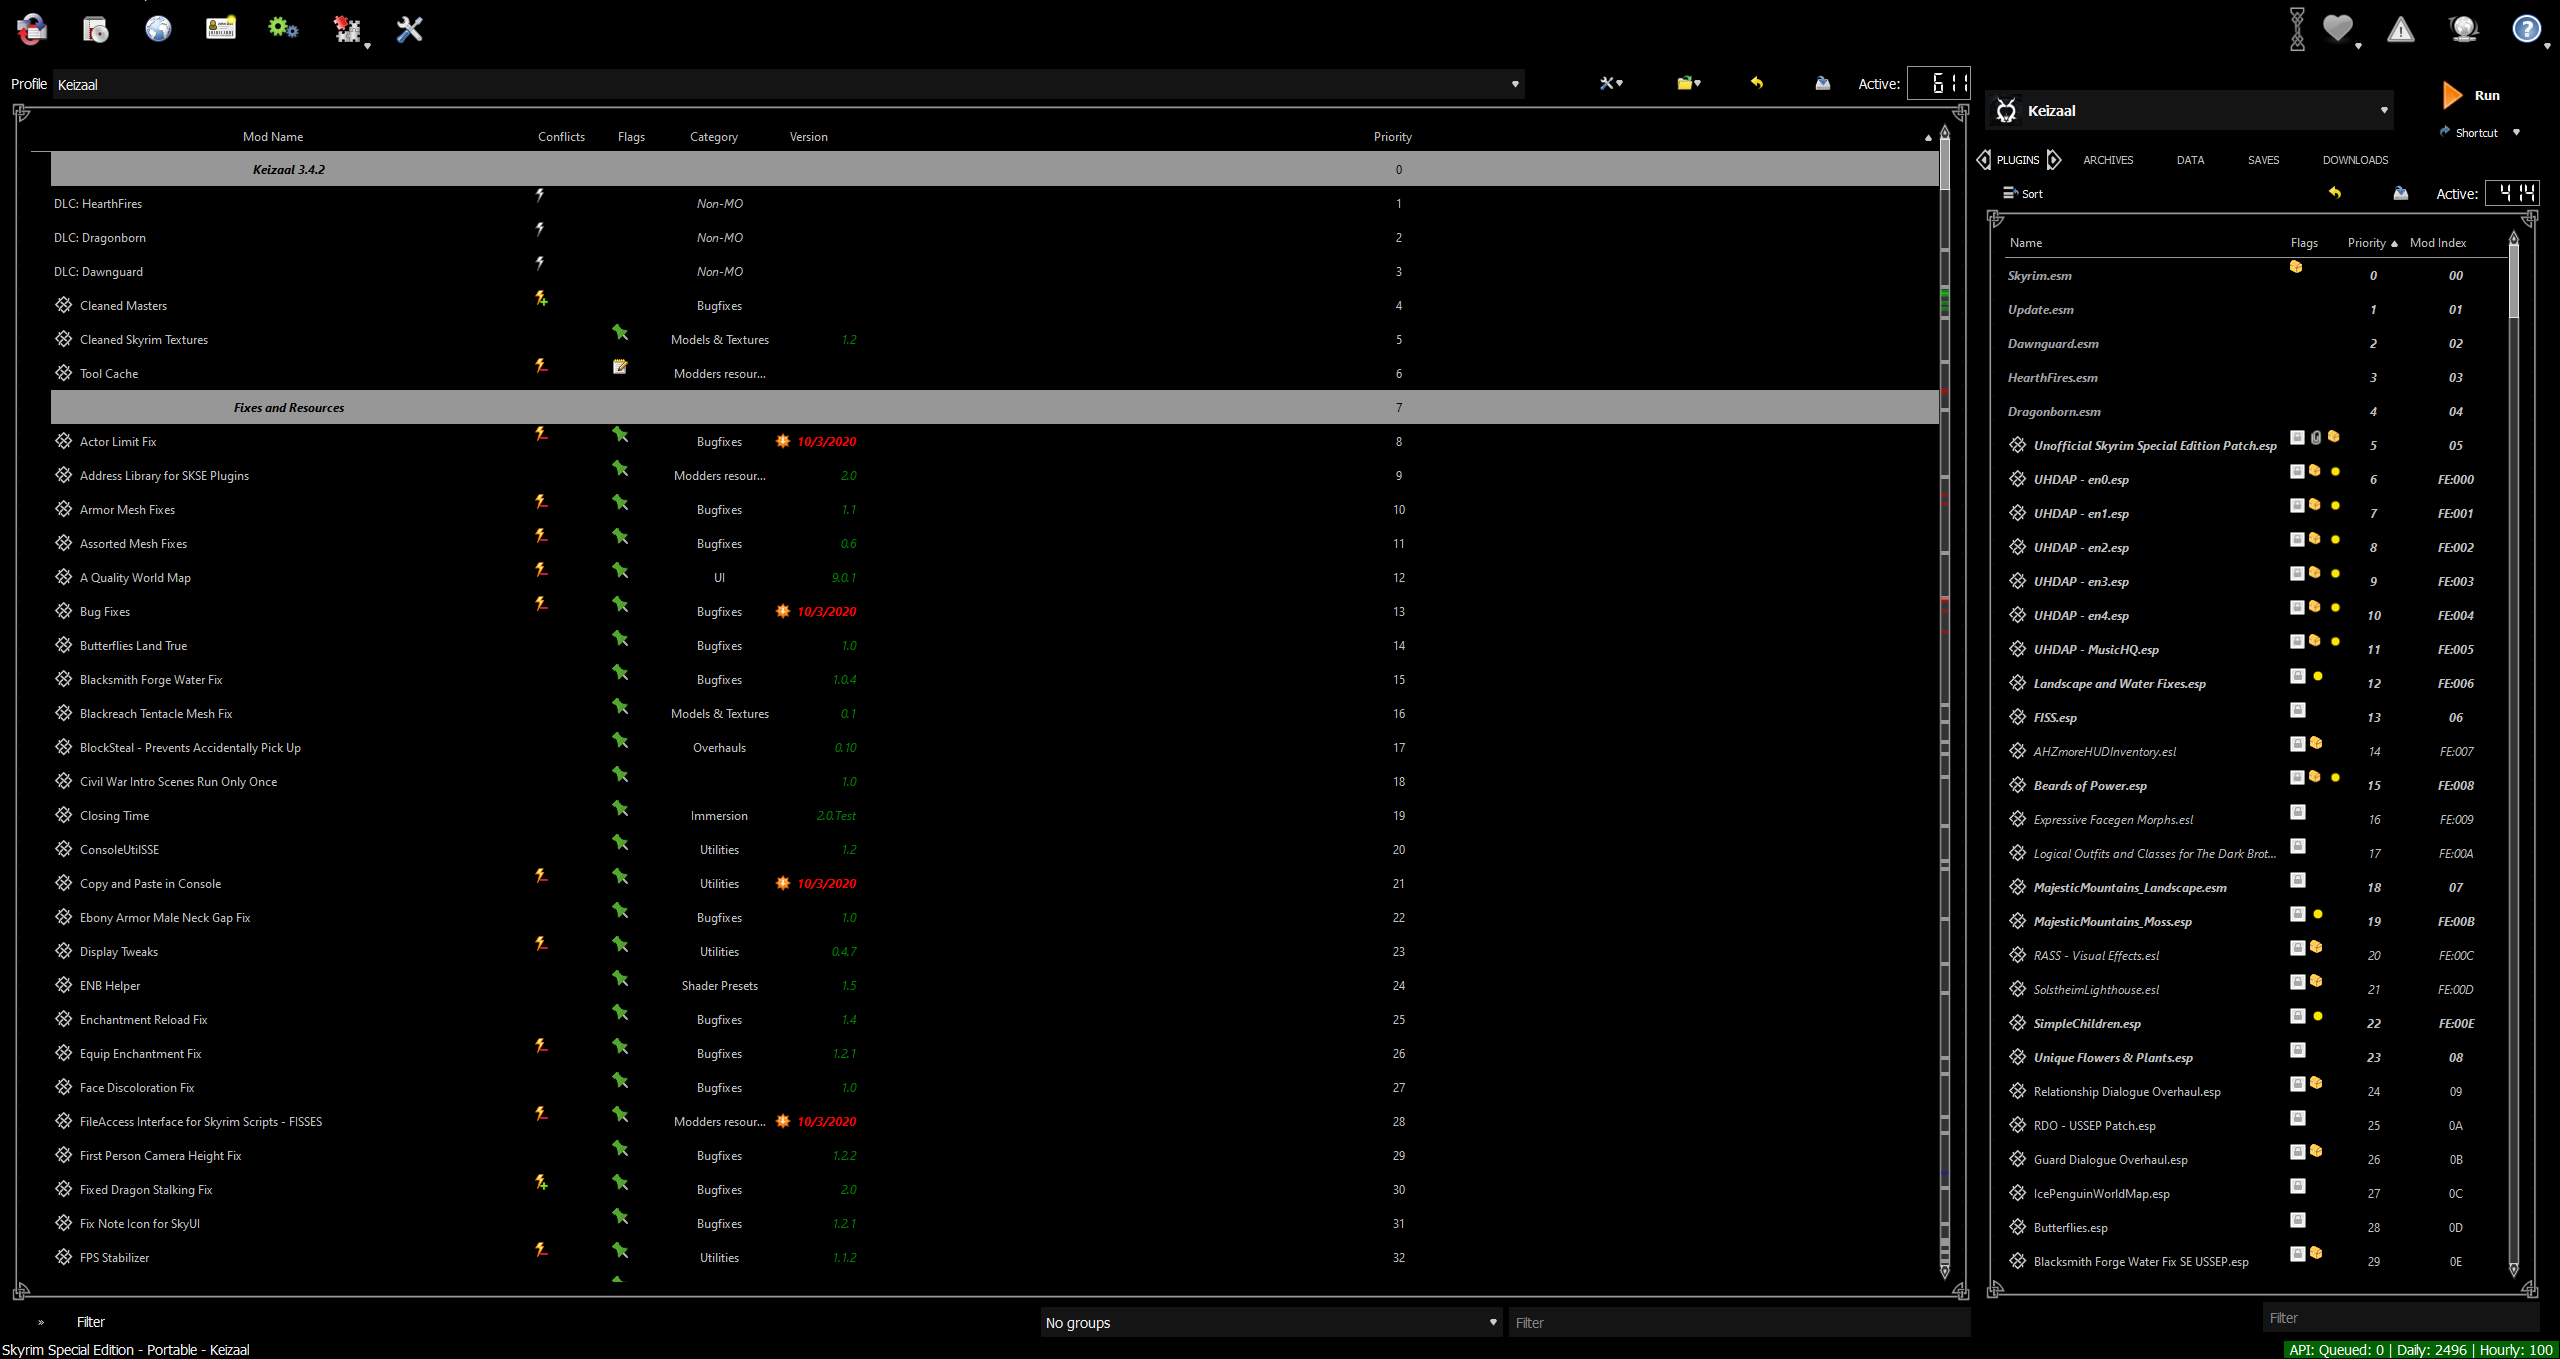 Profile Keizaal Active: 611
Keizaal Run
Shortcut
PLUGINS ARCHIVES DATA SAVES DOWNLOADS
Sort Active: 414
Mod Name Conflicts Flags Category Version Priority
Keizaal 3.4.2 0
DLC: HearthFires Non-MO 1
DLC: Dragonborn Non-MO 2
DLC: Dawnguard Non-MO 3
Cleaned Masters Bugfixes 4
Cleaned Skyrim Textures Models & Textures 1.2 5
Tool Cache Modders resour... 6
Fixes and Resources 7
Actor Limit Fix Bugfixes 10/3/2020 8
Address Library for SKSE Plugins Modders resour... 2.0 9
Armor Mesh Fixes Bugfixes 1.1 10
Assorted Mesh Fixes Bugfixes 0.6 11
A Quality World Map UI 9.0.1 12
Bug Fixes Bugfixes 10/3/2020 13
Butterflies Land True Bugfixes 1.0 14
Blacksmith Forge Water Fix Bugfixes 1.0.4 15
Blackreach Tentacle Mesh Fix Models & Textures 0.1 16
BlockSteal - Prevents Accidentally Pick Up Overhauls 0.10 17
Civil War Intro Scenes Run Only Once 1.0 18
Closing Time Immersion 2.0.Test 19
ConsoleUtilSSE Utilities 1.2 20
Copy and Paste in Console Utilities 10/3/2020 21
Ebony Armor Male Neck Gap Fix Bugfixes 1.0 22
Display Tweaks Utilities 0.4.7 23
ENB Helper Shader Presets 1.5 24
Enchantment Reload Fix Bugfixes 1.4 25
Equip Enchantment Fix Bugfixes 1.2.1 26
Face Discoloration Fix Bugfixes 1.0 27
FileAccess Interface for Skyrim Scripts - FISSES Modders resour... 10/3/2020 28
First Person Camera Height Fix Bugfixes 1.2.2 29
Fixed Dragon Stalking Fix Bugfixes 2.0 30
Fix Note Icon for SkyUI Bugfixes 1.2.1 31
FPS Stabilizer Utilities 1.1.2 32
Name Flags Priority Mod Index
Skyrim.esm 0 00
Update.esm 1 01
Dawnguard.esm 2 02
HearthFires.esm 3 03
Dragonborn.esm 4 04
Unofficial Skyrim Special Edition Patch.esp 5 05
UHDAP - en0.esp 6 FE:000
UHDAP - en1.esp 7 FE:001
UHDAP - en2.esp 8 FE:002
UHDAP - en3.esp 9 FE:003
UHDAP - en4.esp 10 FE:004
UHDAP - MusicHQ.esp 11 FE:005
Landscape and Water Fixes.esp 12 FE:006
FISS.esp 13 06
AHZmoreHUDInventory.esl 14 FE:007
Beards of Power.esp 15 FE:008
Expressive Facegen Morphs.esl 16 FE:009
Logical Outfits and Classes for The Dark Brot... 17 FE:00A
MajesticMountains_Landscape.esm 18 07
MajesticMountains_Moss.esp 19 FE:00B
RASS - Visual Effects.esl 20 FE:00C
SolstheimLighthouse.esl 21 FE:00D
SimpleChildren.esp 22 FE:00E
Unique Flowers & Plants.esp 23 08
Relationship Dialogue Overhaul.esp 24 09
RDO - USSEP Patch.esp 25 0A
Guard Dialogue Overhaul.esp 26 0B
IcePenguinWorldMap.esp 27 0C
Butterflies.esp 28 0D
Blacksmith Forge Water Fix SE USSEP.esp 29 0E
» Filter No groups Filter Filter
Skyrim Special Edition - Portable - Keizaal API: Queued: 0 | Daily: 2496 | Hourly: 100